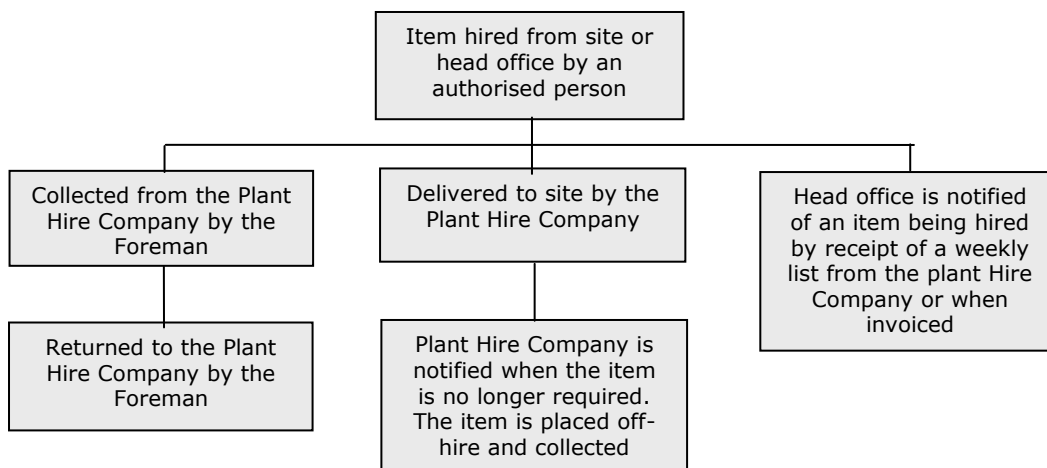 Item hired from site or
head office by an
authorised person
Collected from the Plant
Hire Company by the
Foreman
Delivered to site by the
Plant Hire Company
Head office is notified
of an item being hired
by receipt of a weekly
list from the plant Hire
Company or when
invoiced
Returned to the Plant
Hire Company by the
Foreman
Plant Hire Company is
notified when the item
is no longer required.
The item is placed off-
hire and collected